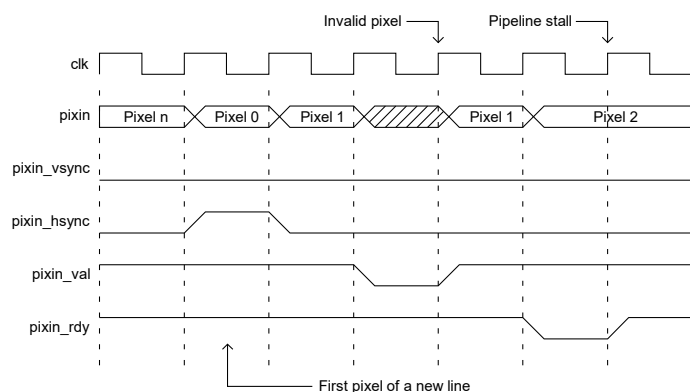 Invalid pixel
Pipeline stall
clk
pixin
Pixel n
Pixel 0
Pixel 1
Pixel 1
Pixel 2
pixin_vsync
pixin_hsync
pixin_val
pixin_rdy
First pixel of a new line